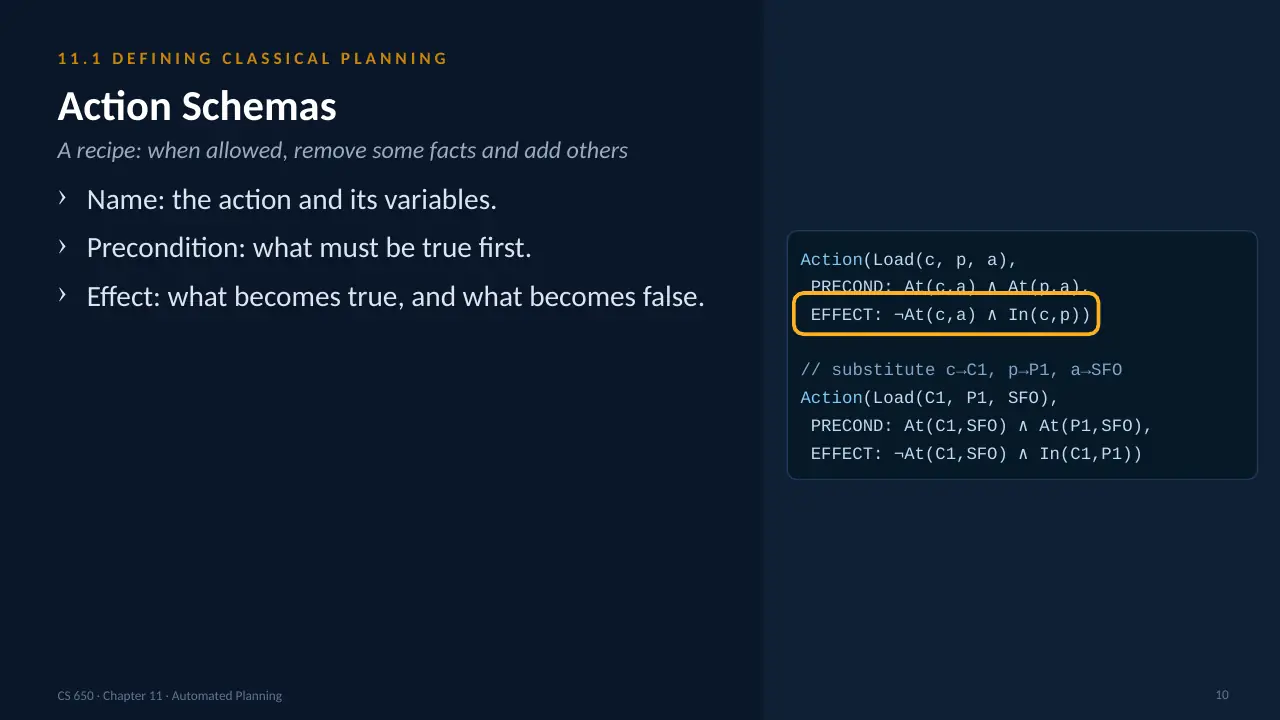 11.1 DEFINING CLASSICAL PLANNING
Action Schemas
A recipe: when allowed, remove some facts and add others
› Name: the action and its variables.
› Precondition: what must be true first.
› Effect: what becomes true, and what becomes false.
Action(Load(c, p, a),
PRECOND: At(c,a) ∧ At(p,a),
EFFECT: ¬At(c,a) ∧ In(c,p))
// substitute c→C1, p→P1, a→SFO
Action(Load(C1, P1, SFO),
PRECOND: At(C1,SFO) ∧ At(P1,SFO),
EFFECT: ¬At(C1,SFO) ∧ In(C1,P1))
CS 650 · Chapter 11 · Automated Planning
10